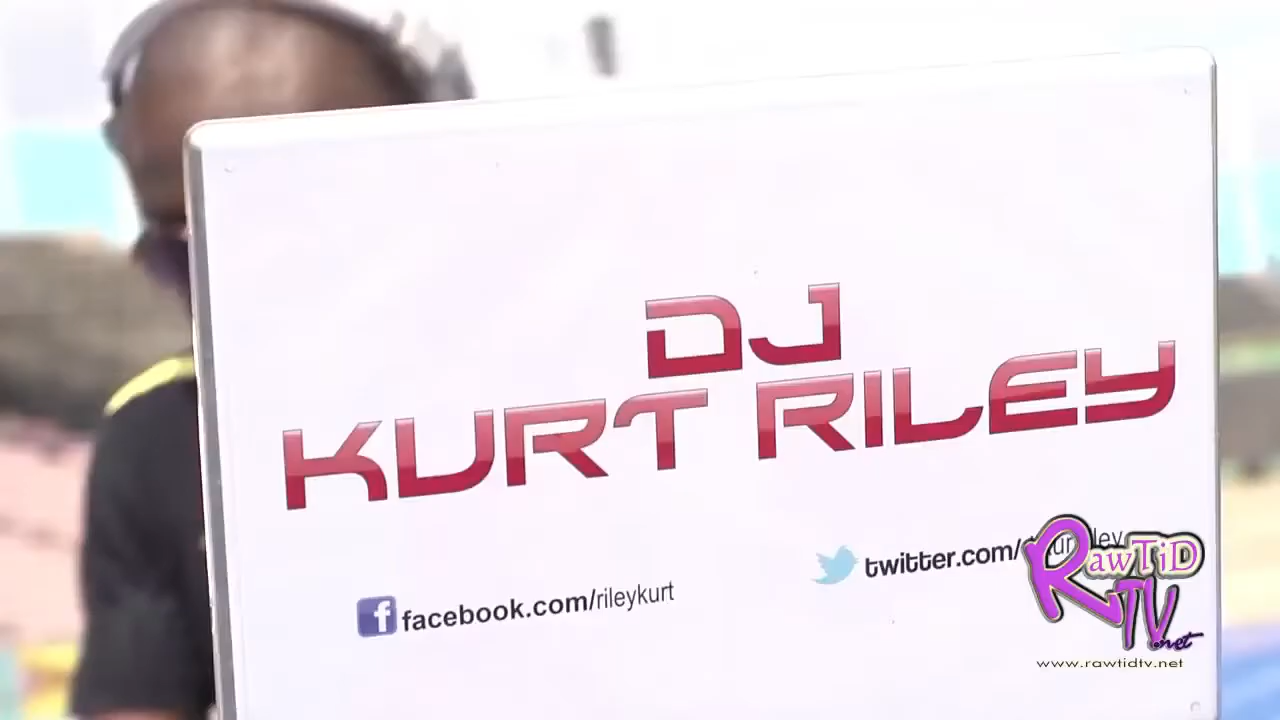 DJ
KURT RILEY
facebook.com/rileykurt
twitter.com/
f
RawTiD
TV.net
www.rawtidtv.net